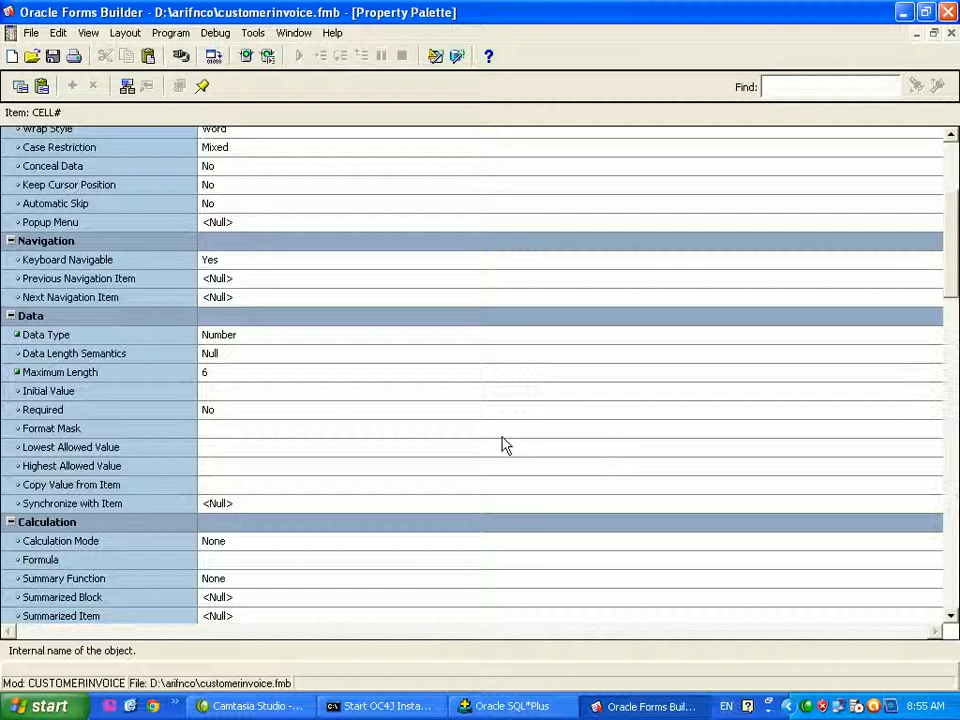 Oracle Forms Builder - D:\arifnco\customerinvoice.fmb - [Property Palette]
File Edit View Layout Program Debug Tools Window Help
Find:
Item: CELL#
Wrap Style Word
Case Restriction Mixed
Conceal Data No
Keep Cursor Position No
Automatic Skip No
Popup Menu <Null>
Navigation
Keyboard Navigable Yes
Previous Navigation Item <Null>
Next Navigation Item <Null>
Data
Data Type Number
Data Length Semantics Null
Maximum Length 6
Initial Value
Required No
Format Mask
Lowest Allowed Value
Highest Allowed Value
Copy Value from Item
Synchronize with Item <Null>
Calculation
Calculation Mode None
Formula
Summary Function None
Summarized Block <Null>
Summarized Item <Null>
Internal name of the object.
Mod: CUSTOMERINVOICE File: D:\arifnco\customerinvoice.fmb
start Camtasia Studio - ... Start OC4J Insta... Oracle SQL*Plus Oracle Forms Buil... EN 8:55 AM